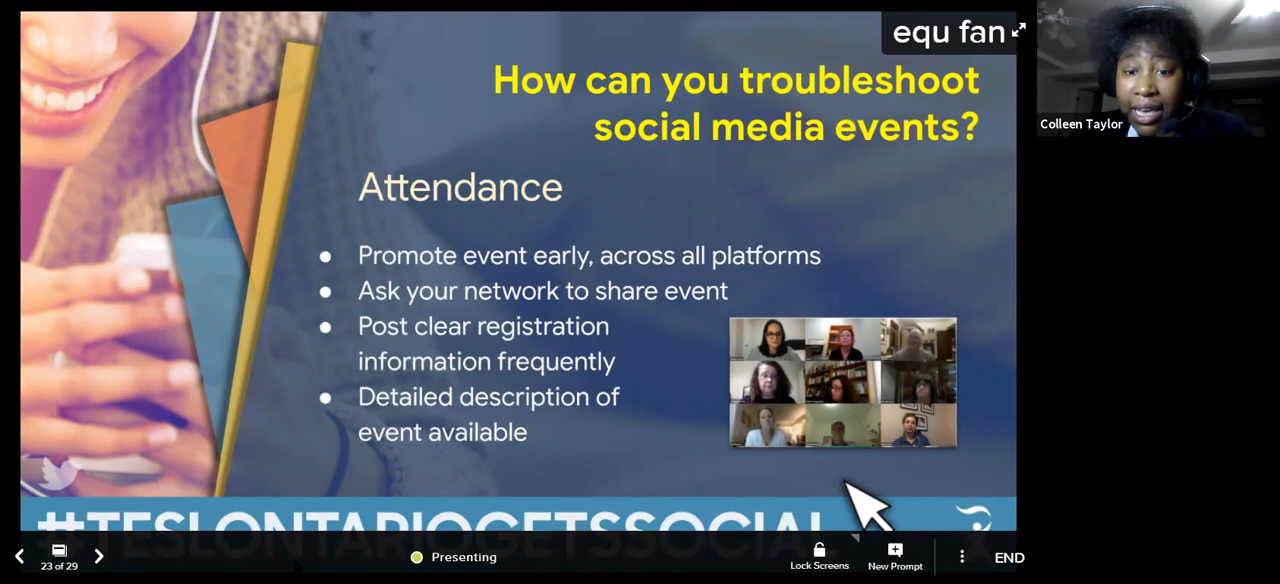 equ fan
How can you troubleshoot
social media events?
Colleen Taylor
Attendance
● Promote event early, across all platforms
● Ask your network to share event
● Post clear registration
information frequently
● Detailed description of
event available
#TESLONTARIOGETSSOCIAL
23 of 29
Presenting
Lock Screens
New Prompt
END